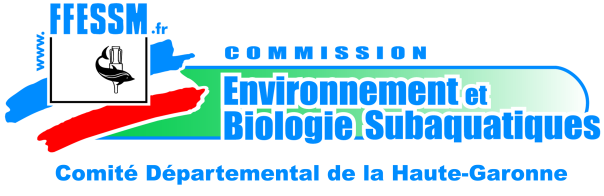 www.FFESSM.fr
COMMISSION
Environnement et
Biologie Subaquatiques
Comité Départemental de la Haute-Garonne